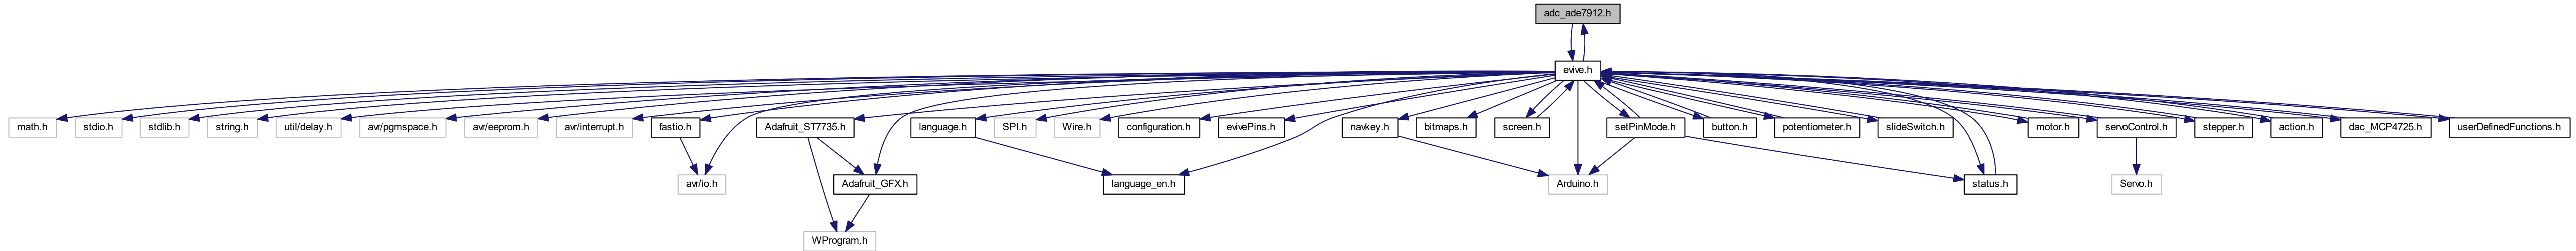 adc_ade7912.h
evive.h
math.h
stdio.h
stdlib.h
string.h
util/delay.h
avr/pgmspace.h
avr/eeprom.h
avr/interrupt.h
fastio.h
Adafruit_ST7735.h
language.h
SPI.h
Wire.h
configuration.h
evivePins.h
navkey.h
bitmaps.h
screen.h
setPinMode.h
button.h
potentiometer.h
slideSwitch.h
motor.h
servoControl.h
stepper.h
action.h
dac_MCP4725.h
userDefinedFunctions.h
avr/io.h
Adafruit_GFX.h
language_en.h
Arduino.h
status.h
Servo.h
WProgram.h